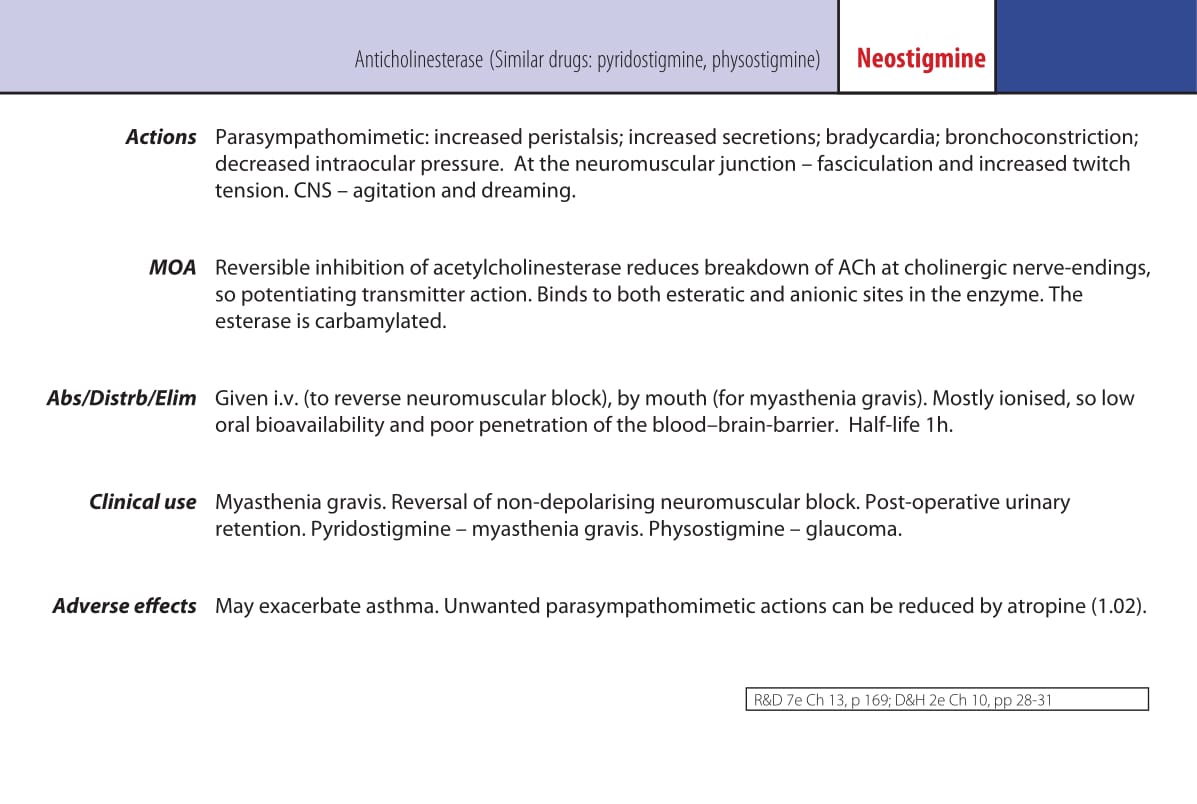 Anticholinesterase (Similar drugs: pyridostigmine, physostigmine) Neostigmine
Actions Parasympathomimetic: increased peristalsis; increased secretions; bradycardia; bronchoconstriction;
decreased intraocular pressure. At the neuromuscular junction – fasciculation and increased twitch
tension. CNS – agitation and dreaming.
MOA Reversible inhibition of acetylcholinesterase reduces breakdown of ACh at cholinergic nerve-endings,
so potentiating transmitter action. Binds to both esteratic and anionic sites in the enzyme. The
esterase is carbamylated.
Abs/Distrb/Elim Given i.v. (to reverse neuromuscular block), by mouth (for myasthenia gravis). Mostly ionised, so low
oral bioavailability and poor penetration of the blood–brain-barrier. Half-life 1h.
Clinical use Myasthenia gravis. Reversal of non-depolarising neuromuscular block. Post-operative urinary
retention. Pyridostigmine – myasthenia gravis. Physostigmine – glaucoma.
Adverse effects May exacerbate asthma. Unwanted parasympathomimetic actions can be reduced by atropine (1.02).
R&D 7e Ch 13, p 169; D&H 2e Ch 10, pp 28-31